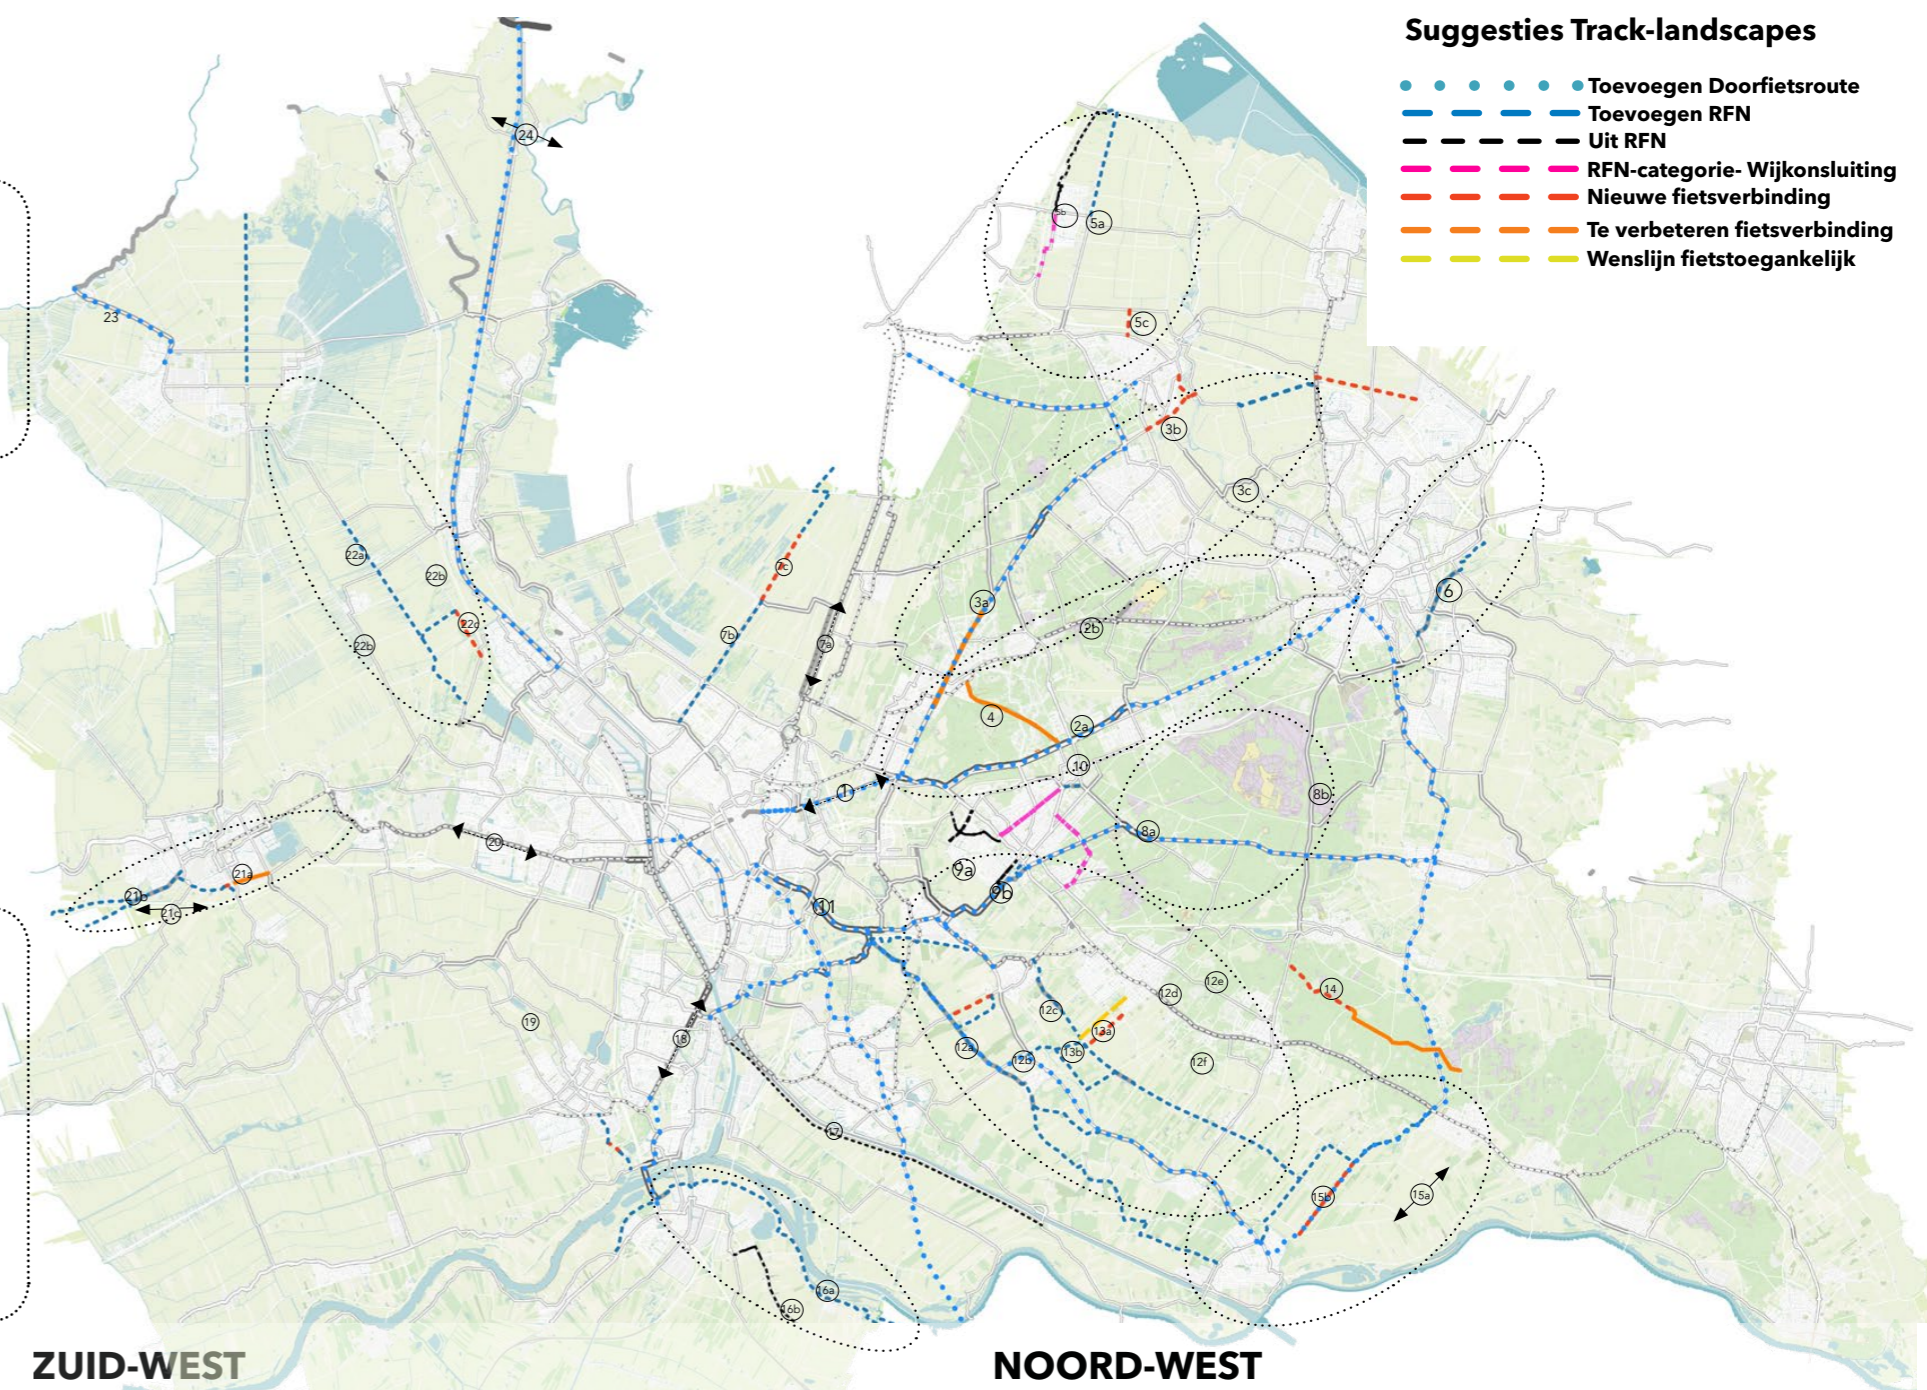 Suggesties Track-landscapes
Toevoegen Doorfietsroute
Toevoegen RFN
Uit RFN
RFN-categorie- Wijkonsluiting
Nieuwe fietsverbinding
Te verbeteren fietsverbinding
Wenslijn fietstoegankelijk
24
5b
5a
23
5c
3b
3c
22a
7c
22b
6
3a
22c
2b
7b
7a
22b
4
2a
10
1
8b
8a
20
9a
21a
9b
21b
11
21c
12e
14
12d
12c
19
13a
18
12a
13b
12b
12f
17
15a
15b
16a
16b
ZUID-WEST
NOORD-WEST